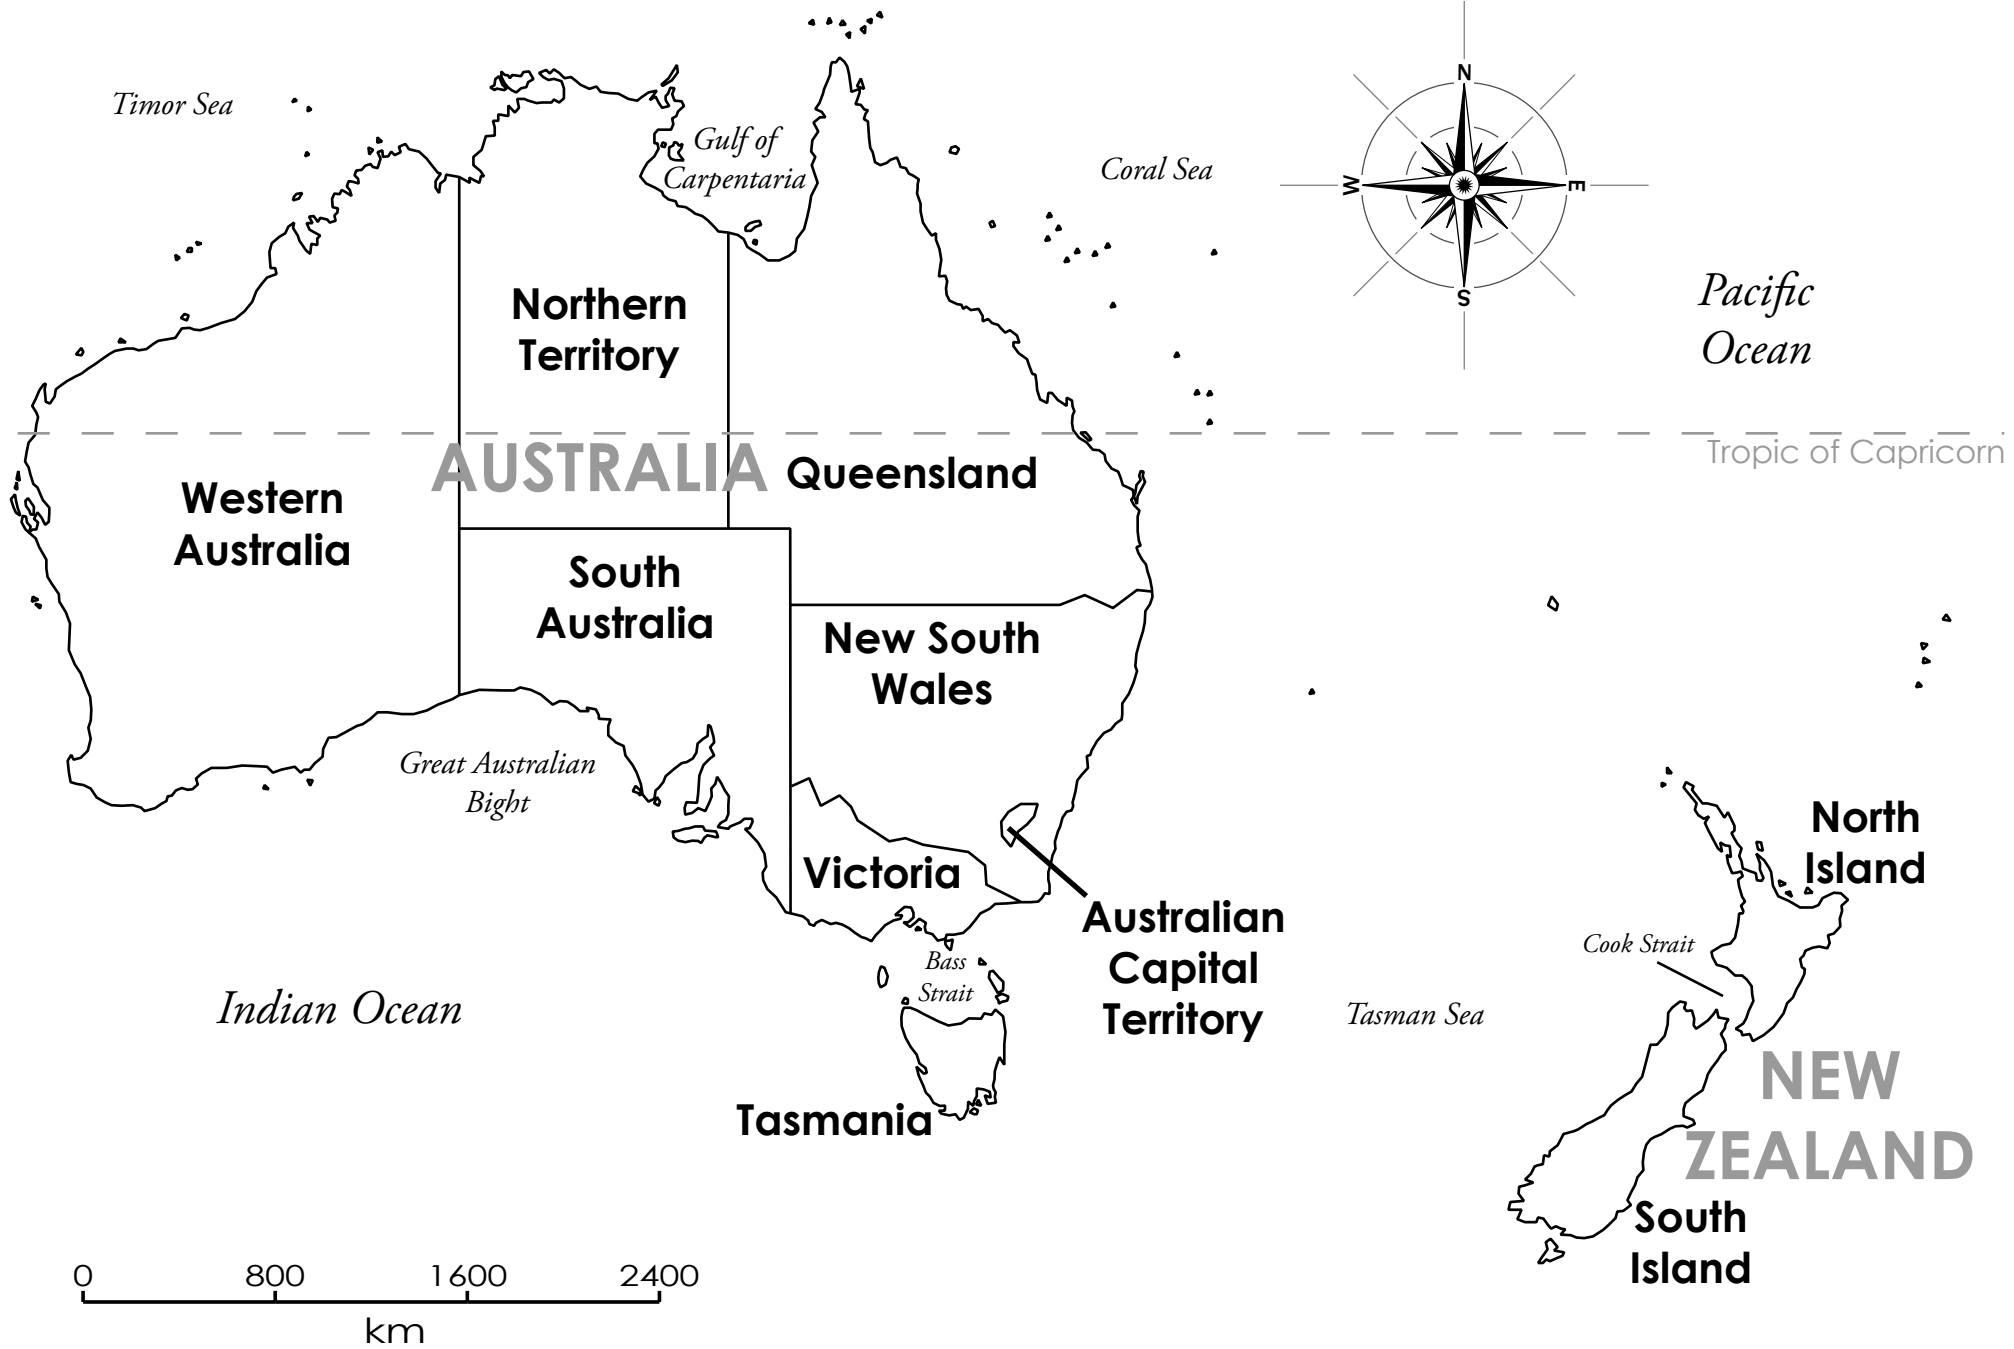 Timor Sea
Gulf of
Carpentaria
Coral Sea
N
W
E
S
Pacific
Ocean
Northern
Territory
Tropic of Capricorn
AUSTRALIA
Queensland
Western
Australia
South
Australia
New South
Wales
Great Australian
Bight
Victoria
North
Island
Australian
Capital
Territory
Cook Strait
Bass
Strait
Indian Ocean
Tasman Sea
Tasmania
NEW
ZEALAND
South
Island
0 800 1600 2400
km